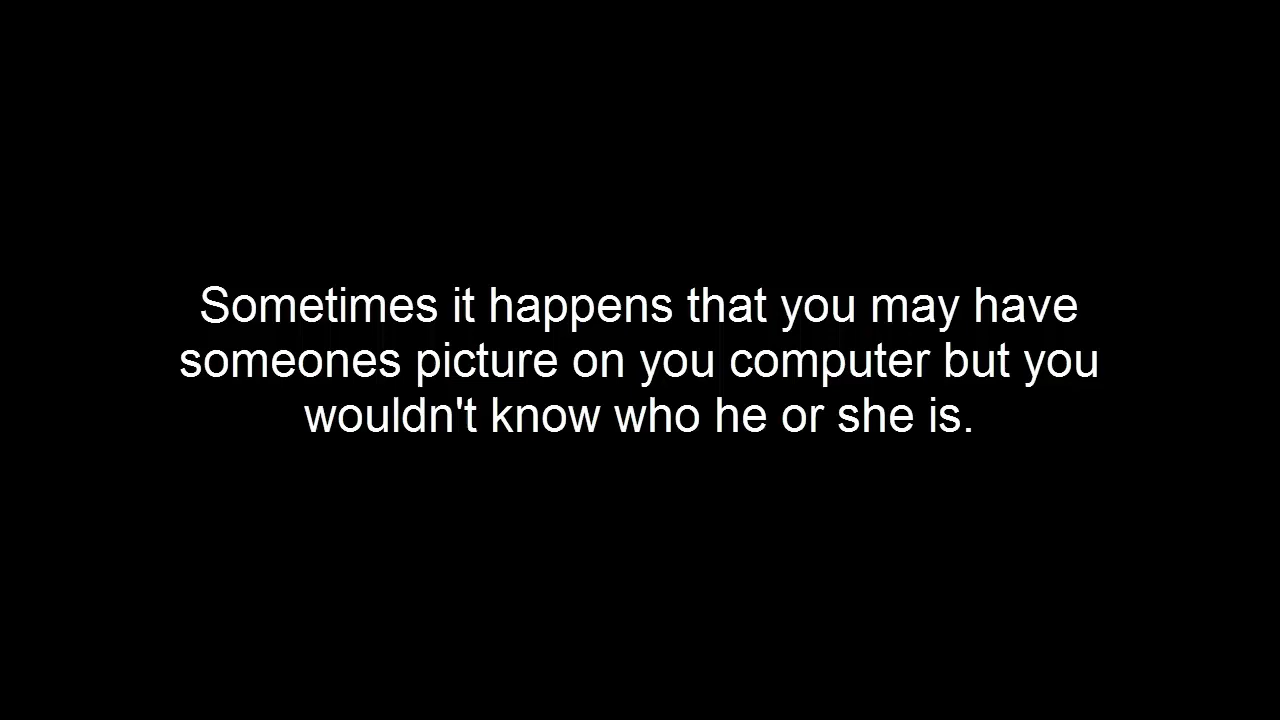 Sometimes it happens that you may have
someones picture on you computer but you
wouldn't know who he or she is.